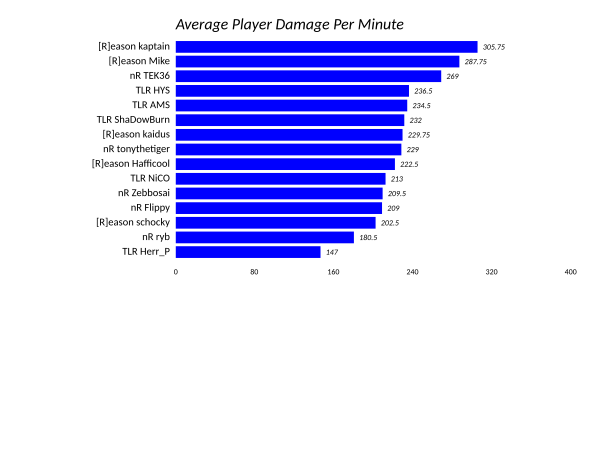 Average Player Damage Per Minute
[R]eason kaptain 305.75
[R]eason Mike 287.75
nR TEK36 269
TLR HYS 236.5
TLR AMS 234.5
TLR ShaDowBurn 232
[R]eason kaidus 229.75
nR tonythetiger 229
[R]eason Hafficool 222.5
TLR NiCO 213
nR Zebbosai 209.5
nR Flippy 209
[R]eason schocky 202.5
nR ryb 180.5
TLR Herr_P 147
0 80 160 240 320 400